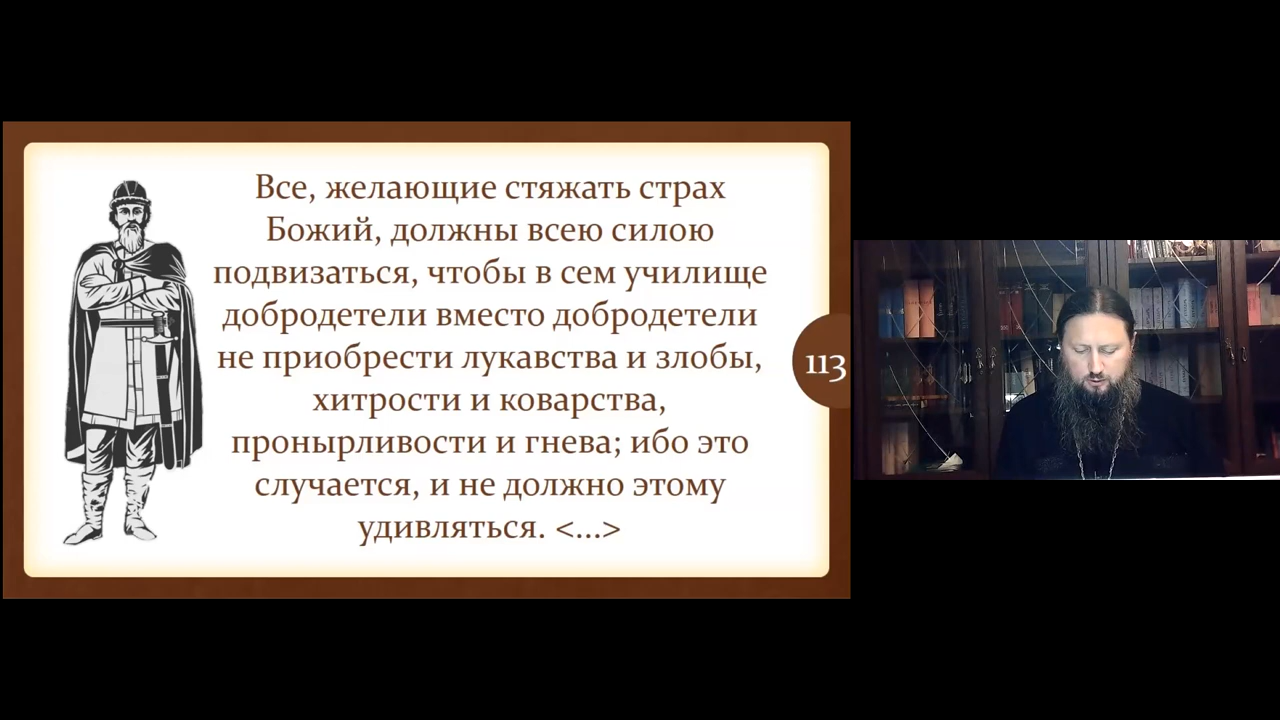 Все, желающие стяжать страх
Божий, должны всею силою
подвизаться, чтобы в сем училище
добродетели вместо добродетели
не приобрести лукавства и злобы,
хитрости и коварства,
пронырливости и гнева; ибо это
случается, и не должно этому
удивляться. <...>
113